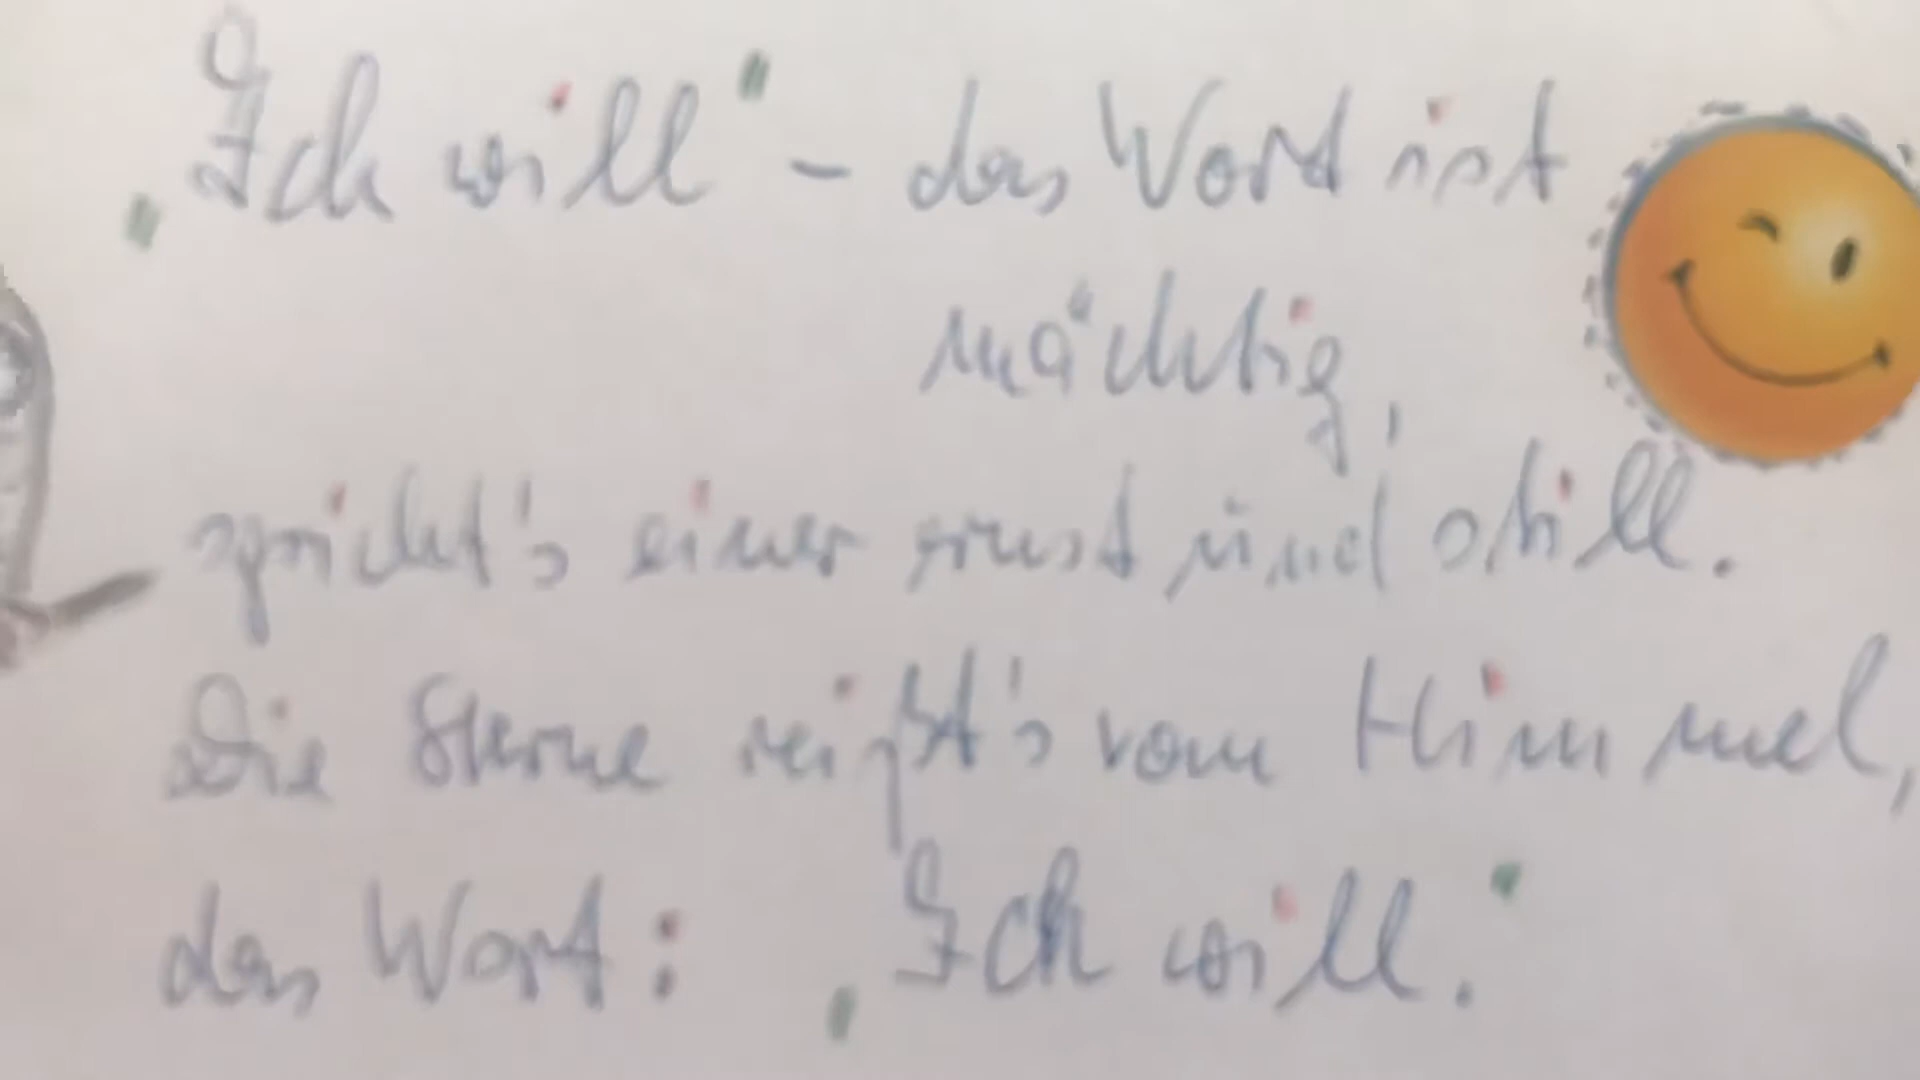 „Ich will" – das Wort ist
mächtig,
spricht's einer ernst und still.
Die Sterne reißt's vom Himmel,
das Wort: „Ich will."